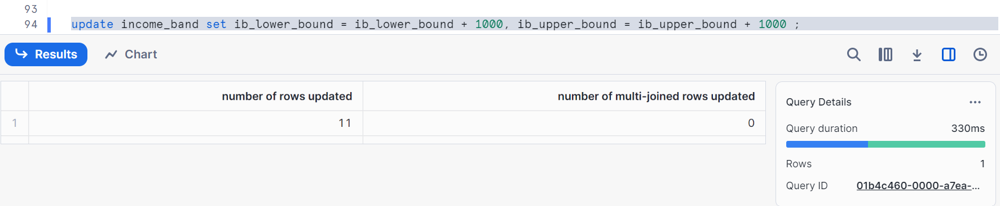 93
94 update income_band set ib_lower_bound = ib_lower_bound + 1000, ib_upper_bound = ib_upper_bound + 1000 ;
Results Chart
number of rows updated number of multi-joined rows updated
1 11 0
Query Details ...
Query duration 330ms
Rows 1
Query ID 01b4c460-0000-a7ea-...